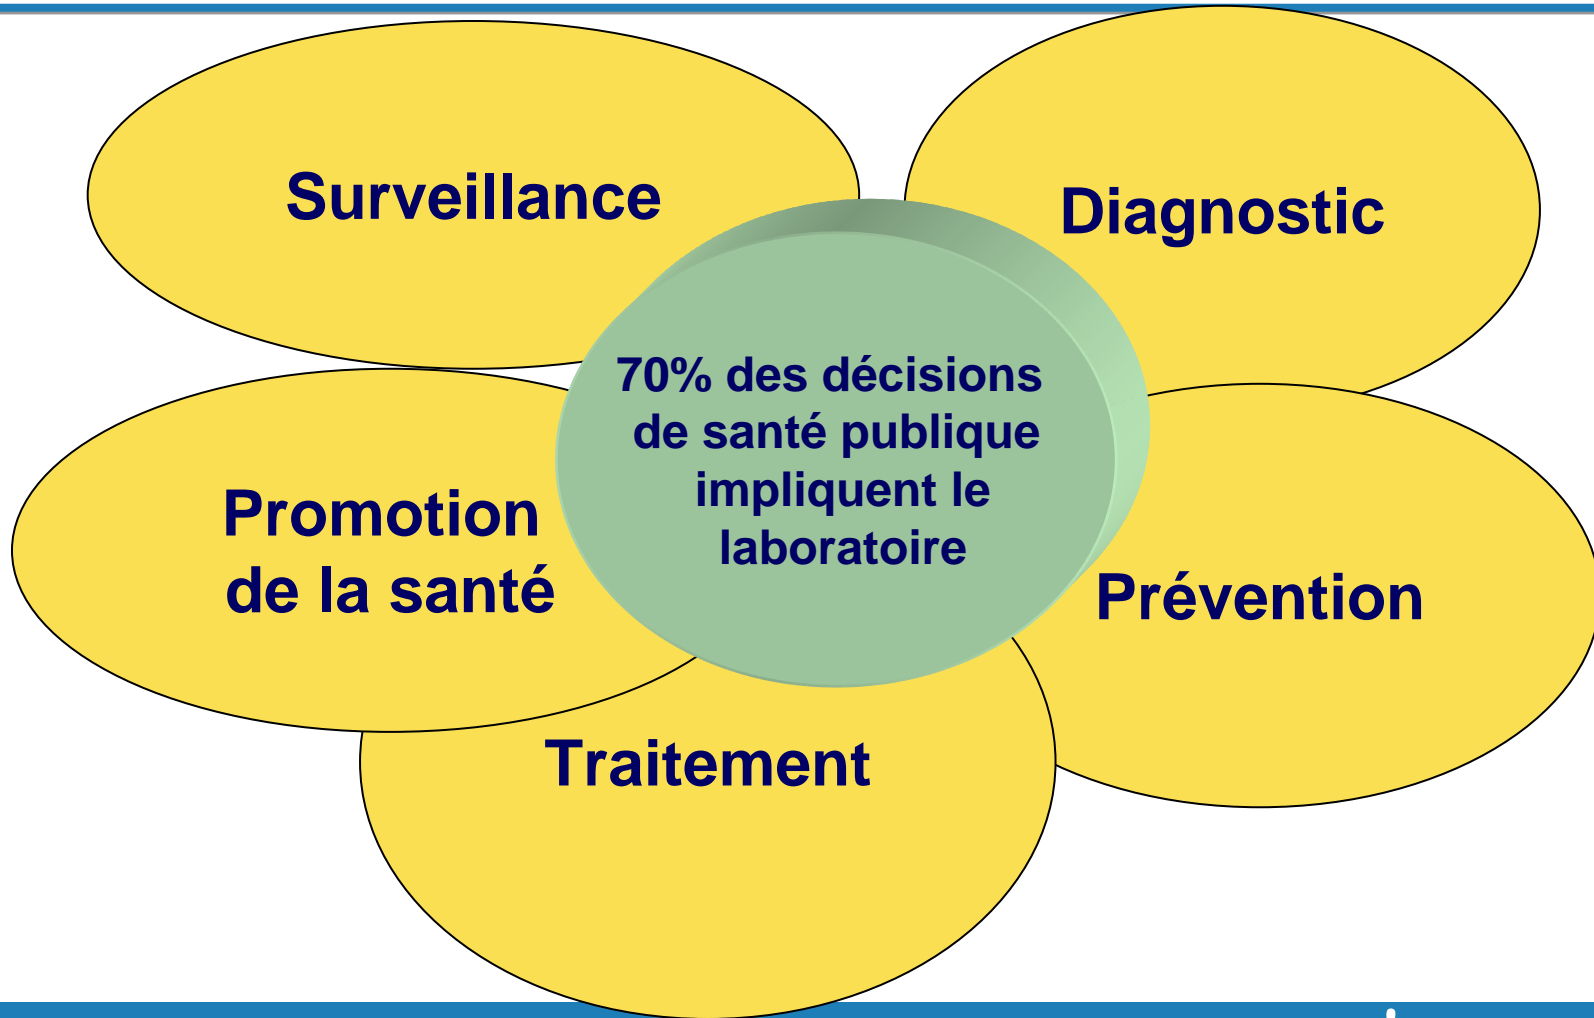 Surveillance
Diagnostic
70% des décisions
de santé publique
impliquent le
laboratoire
Promotion
de la santé
Prévention
Traitement